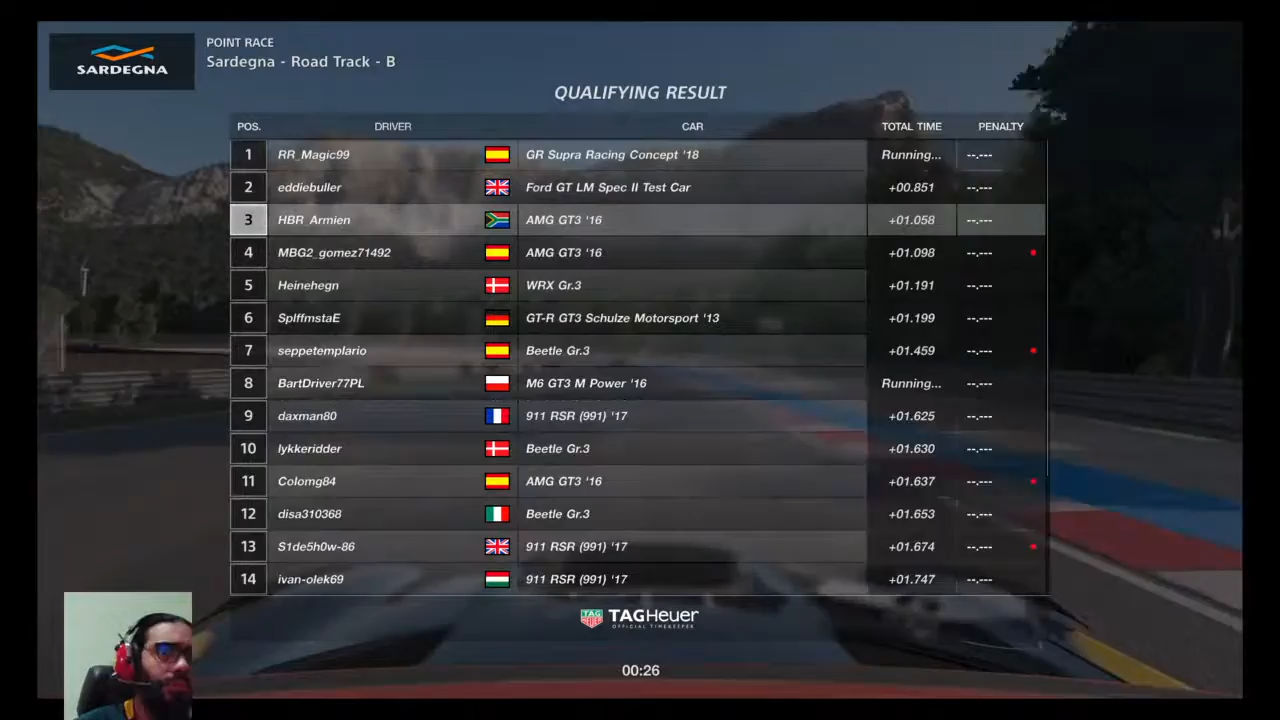 SARDEGNA
POINT RACE
Sardegna - Road Track - B
QUALIFYING RESULT
POS. DRIVER CAR TOTAL TIME PENALTY
1 RR_Magic99 GR Supra Racing Concept '18 Running... --.---
2 eddiebuller Ford GT LM Spec II Test Car +00.851 --.---
3 HBR_Armien AMG GT3 '16 +01.058 --.---
4 MBG2_gomez71492 AMG GT3 '16 +01.098 --.---
5 Heinehegn WRX Gr.3 +01.191 --.---
6 SplffmstaE GT-R GT3 Schulze Motorsport '13 +01.199 --.---
7 seppetemplario Beetle Gr.3 +01.459 --.---
8 BartDriver77PL M6 GT3 M Power '16 Running... --.---
9 daxman80 911 RSR (991) '17 +01.625 --.---
10 lykkeridder Beetle Gr.3 +01.630 --.---
11 Colomg84 AMG GT3 '16 +01.637 --.---
12 disa310368 Beetle Gr.3 +01.653 --.---
13 S1de5h0w-86 911 RSR (991) '17 +01.674 --.---
14 ivan-olek69 911 RSR (991) '17 +01.747 --.---
TAG HEUER TAGHeuer
OFFICIAL TIMEKEEPER
00:26